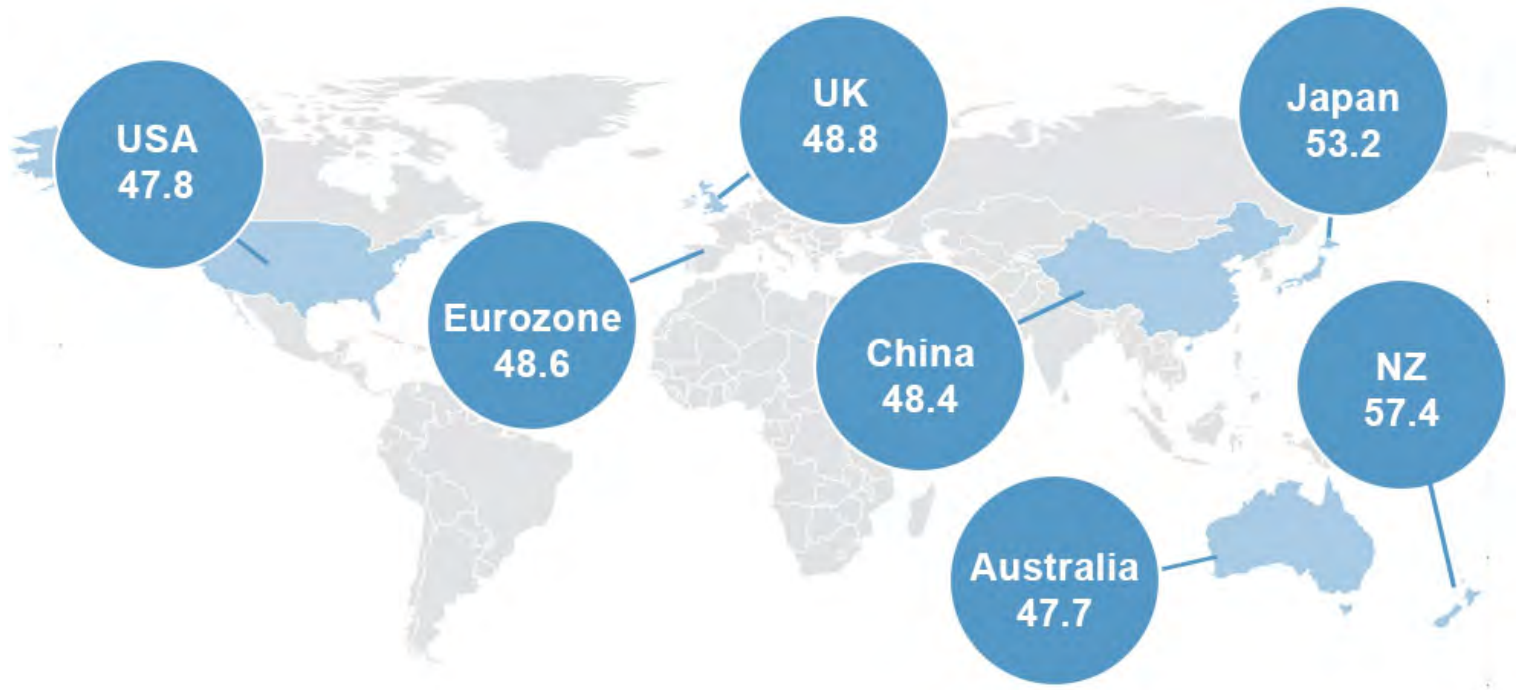 USA
47.8
UK
48.8
Japan
53.2
Eurozone
48.6
China
48.4
NZ
57.4
Australia
47.7